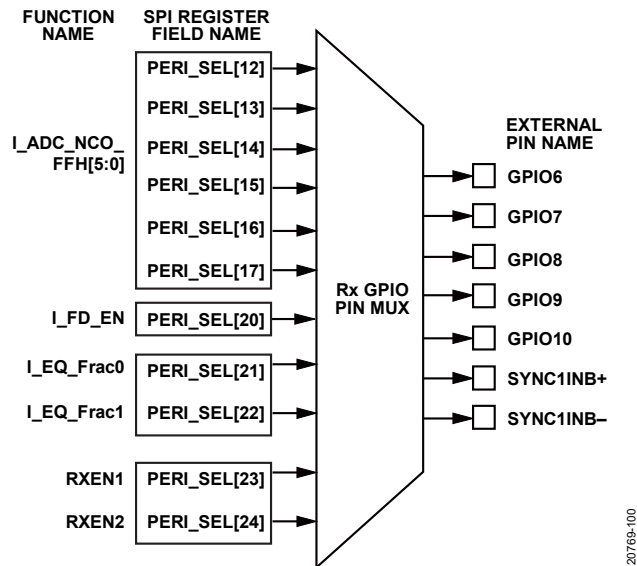 FUNCTION
NAME
SPI REGISTER
FIELD NAME
I_ADC_NCO_
FFH[5:0]
PERI_SEL[12]
PERI_SEL[13]
PERI_SEL[14]
PERI_SEL[15]
PERI_SEL[16]
PERI_SEL[17]
I_FD_EN
PERI_SEL[20]
I_EQ_Frac0
PERI_SEL[21]
I_EQ_Frac1
PERI_SEL[22]
RXEN1
PERI_SEL[23]
RXEN2
PERI_SEL[24]
Rx GPIO
PIN MUX
EXTERNAL
PIN NAME
GPIO6
GPIO7
GPIO8
GPIO9
GPIO10
SYNC1INB+
SYNC1INB–
20769-100